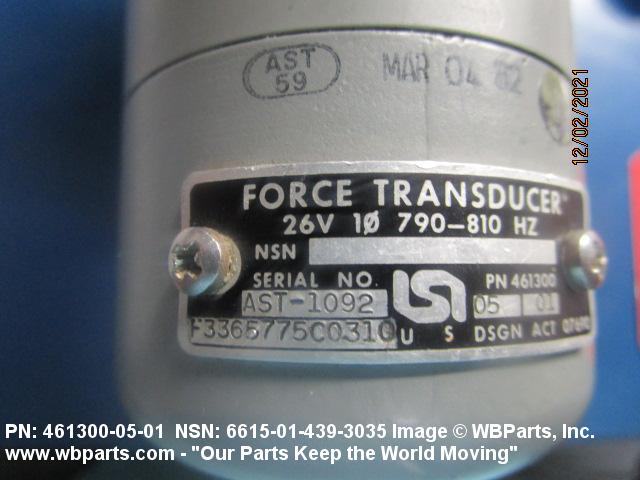 AST
59
MAR 04 82
12/02/2021
FORCE TRANSDUCER™
26V 1Ø 790-810 HZ
NSN
SERIAL NO. PN 461300
AST-1092 05 01
F3365775C0310 U S DSGN ACT 07692
PN: 461300-05-01 NSN: 6615-01-439-3035 Image © WBParts, Inc.
www.wbparts.com - "Our Parts Keep the World Moving"